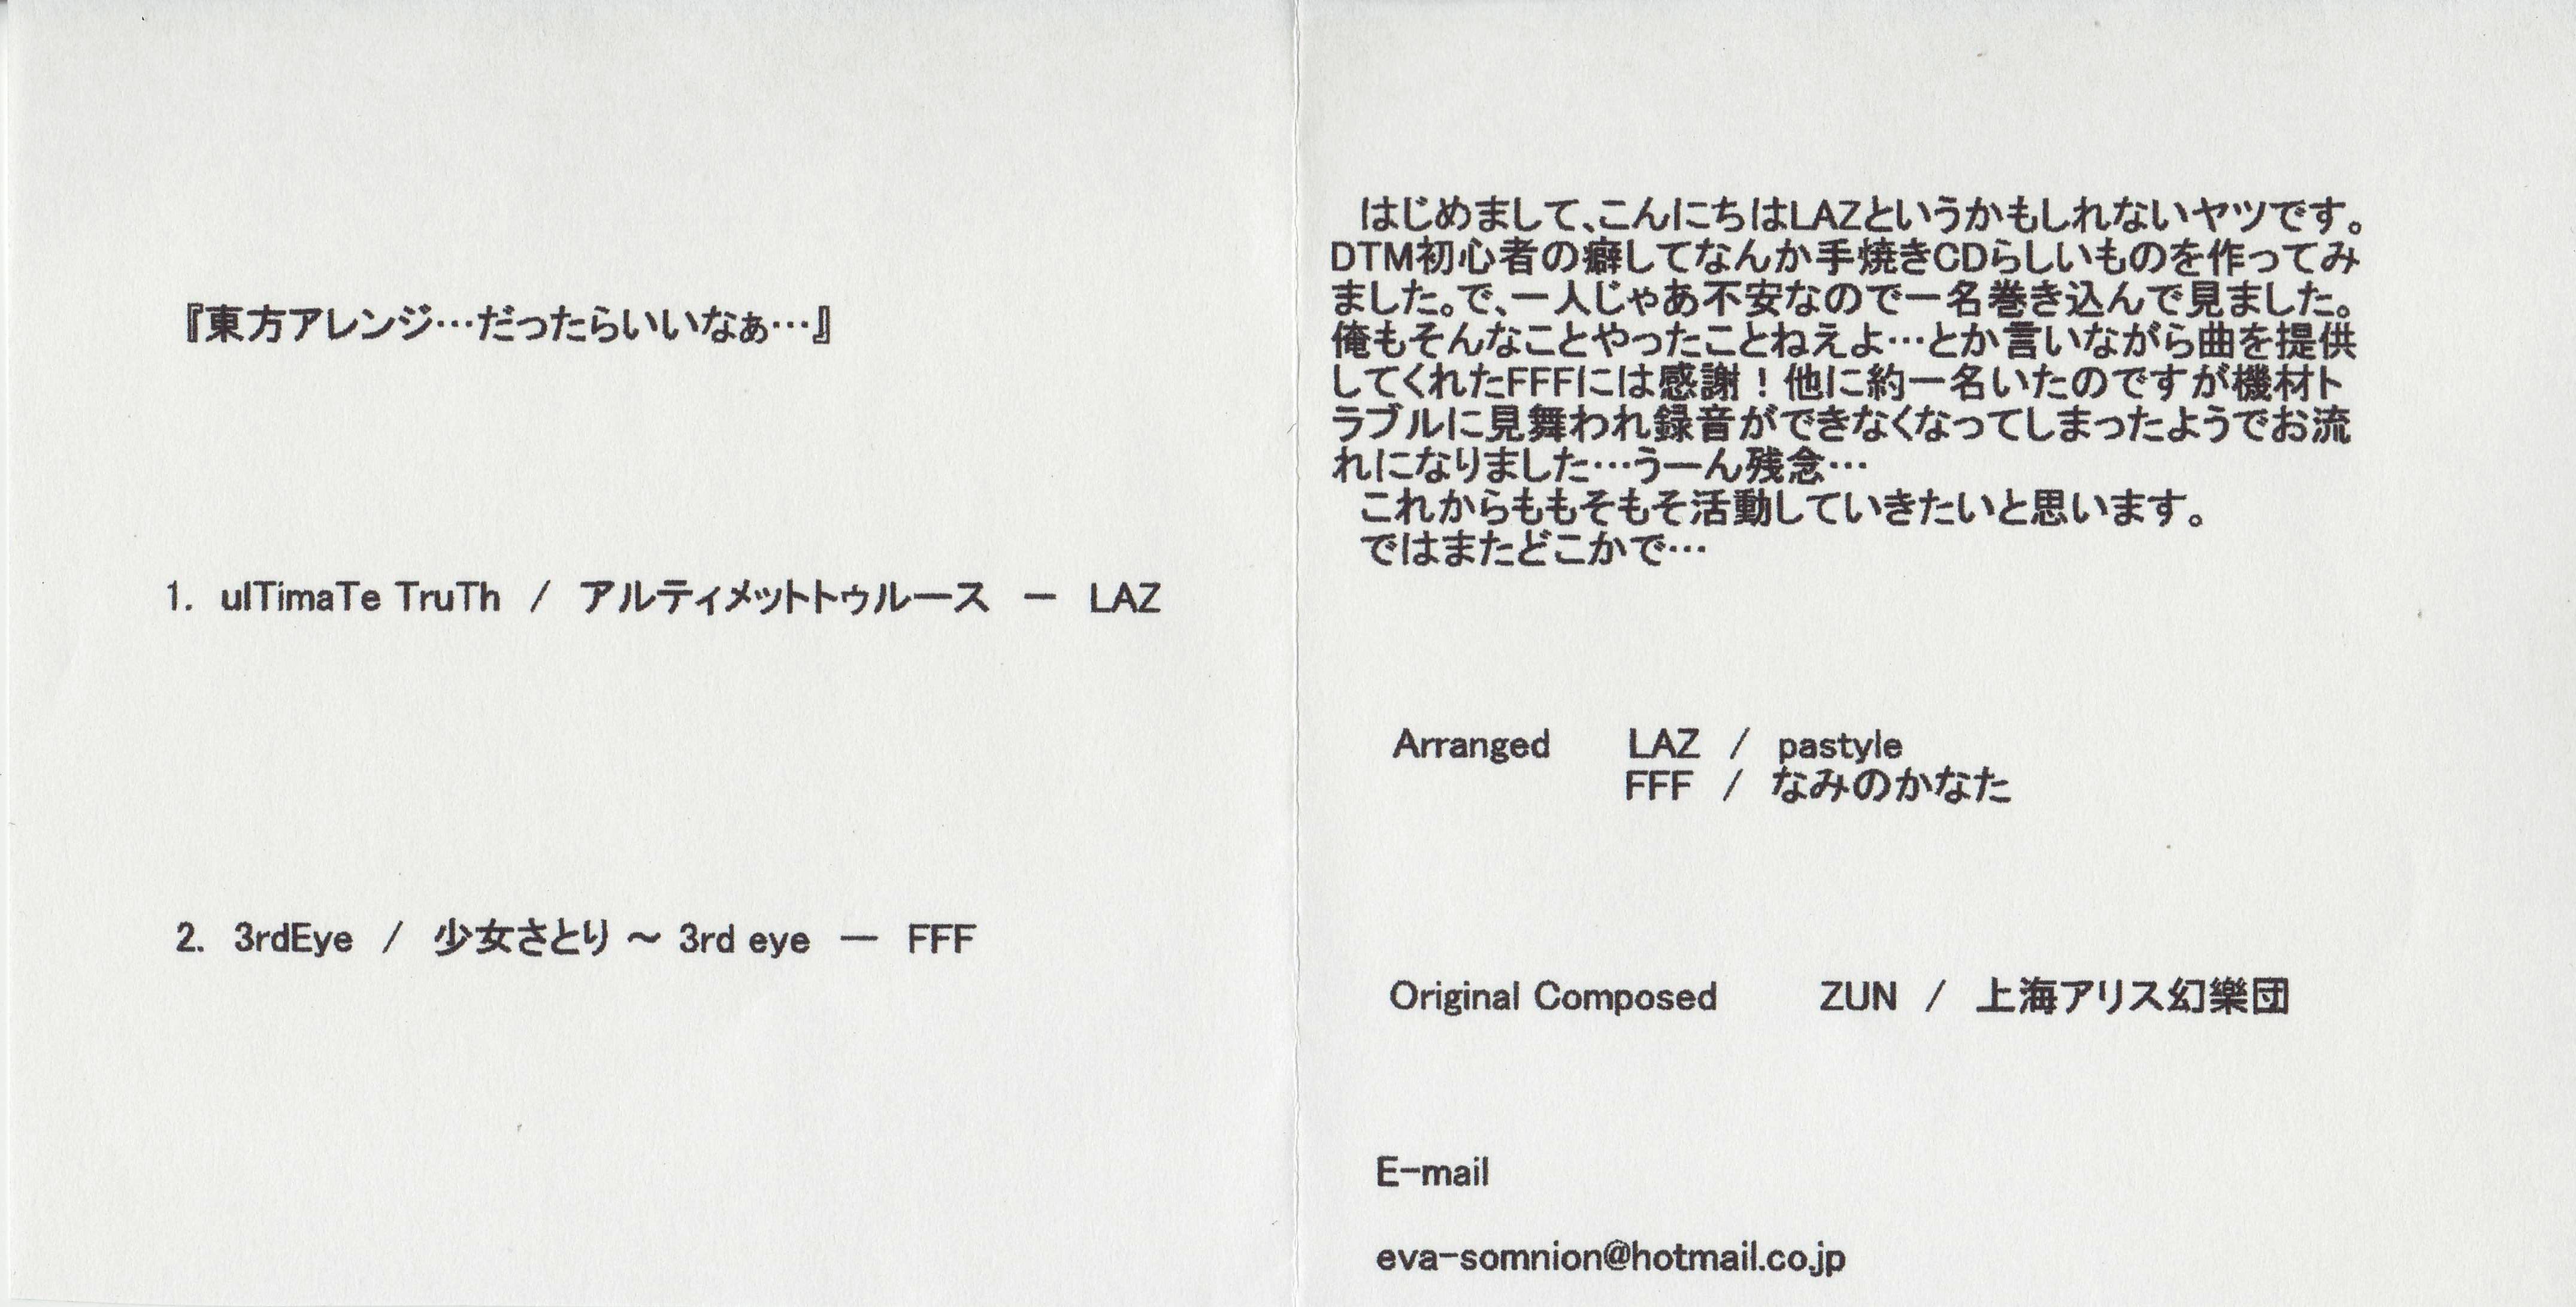 『東方アレンジ…だったらいいなぁ…』
1. ulTimaTe TruTh / アルティメットトゥルース － LAZ
2. 3rdEye / 少女さとり ～ 3rd eye ― FFF
はじめまして、こんにちはLAZというかもしれないヤツです。
DTM初心者の癖してなんか手焼きCDらしいものを作ってみ
ました。で、一人じゃあ不安なので一名巻き込んで見ました。
俺もそんなことやったことねえよ…とか言いながら曲を提供
してくれたFFFには感謝！他に約一名いたのですが機材ト
ラブルに見舞われ録音ができなくなってしまったようでお流
れになりました…うーん残念…
これからももそもそ活動していきたいと思います。
ではまたどこかで…
Arranged LAZ / pastyle
FFF / なみのかなた
Original Composed ZUN / 上海アリス幻樂団
E-mail
eva-somnion@hotmail.co.jp